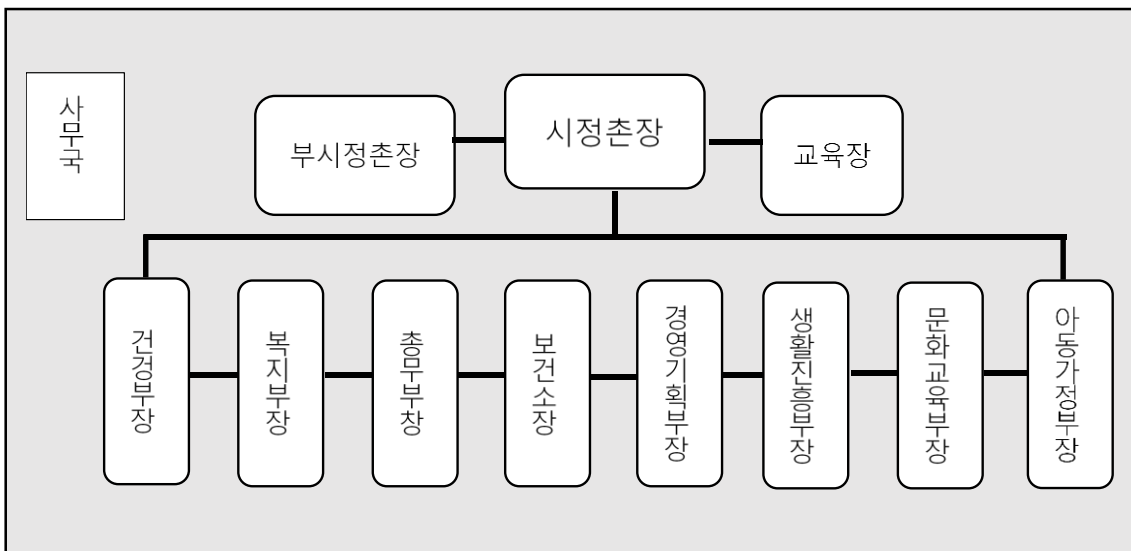 사무국
부시정촌장
시정촌장
교육장
건경부장
복지부장
총무부창
보건소장
경영기획부장
생활진흥부장
문화교육부장
아동가정부장